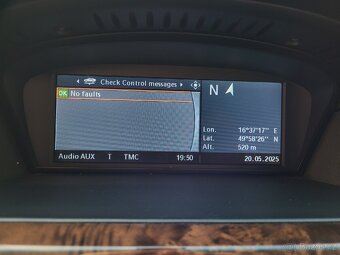 Check Control messages
OK No faults
N
Lon. 16°37'17'' E
Lat. 49°58'26'' N
Alt. 520 m
Audio AUX T TMC 19:50
20.05.2025